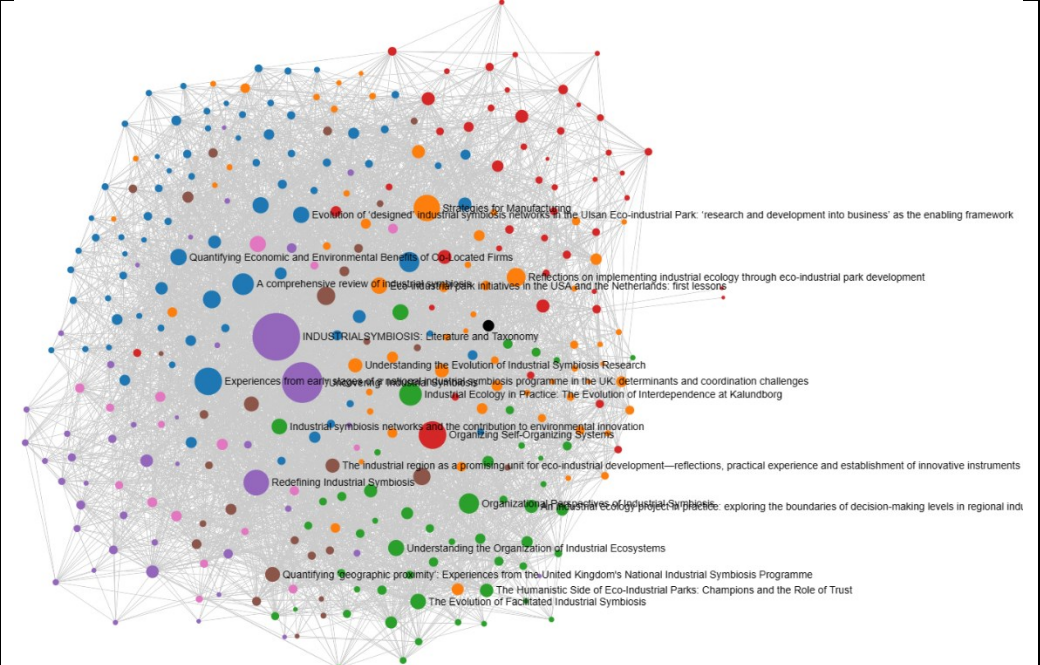 Strategies for Manufacturing
Evolution of ‘designed’ industrial symbiosis networks in the Ulsan Eco-industrial Park: ‘research and development into business’ as the enabling framework
Quantifying Economic and Environmental Benefits of Co-Located Firms
Reflections on implementing industrial ecology through eco-industrial park development
A comprehensive review of industrial symbiosis
Eco-industrial park initiatives in the USA and the Netherlands: first lessons
INDUSTRIALSYMBIOSIS: Literature and Taxonomy
Understanding the Evolution of Industrial Symbiosis Research
Experiences from early stages of a national industrial symbiosis programme in the UK: determinants and coordination challenges
"Uncovering" Industrial Symbiosis
Industrial Ecology in Practice: The Evolution of Interdependence at Kalundborg
Industrial symbiosis networks and the contribution to environmental innovation
Organizing Self-Organizing Systems
The industrial region as a promising unit for eco-industrial development—reflections, practical experience and establishment of innovative instruments
Redefining Industrial Symbiosis
Organizational Perspectives of Industrial Symbiosis
An industrial ecology project in practice: exploring the boundaries of decision-making levels in regional indu
Understanding the Organization of Industrial Ecosystems
Quantifying 'geographic proximity': Experiences from the United Kingdom's National Industrial Symbiosis Programme
The Humanistic Side of Eco-Industrial Parks: Champions and the Role of Trust
The Evolution of Facilitated Industrial Symbiosis